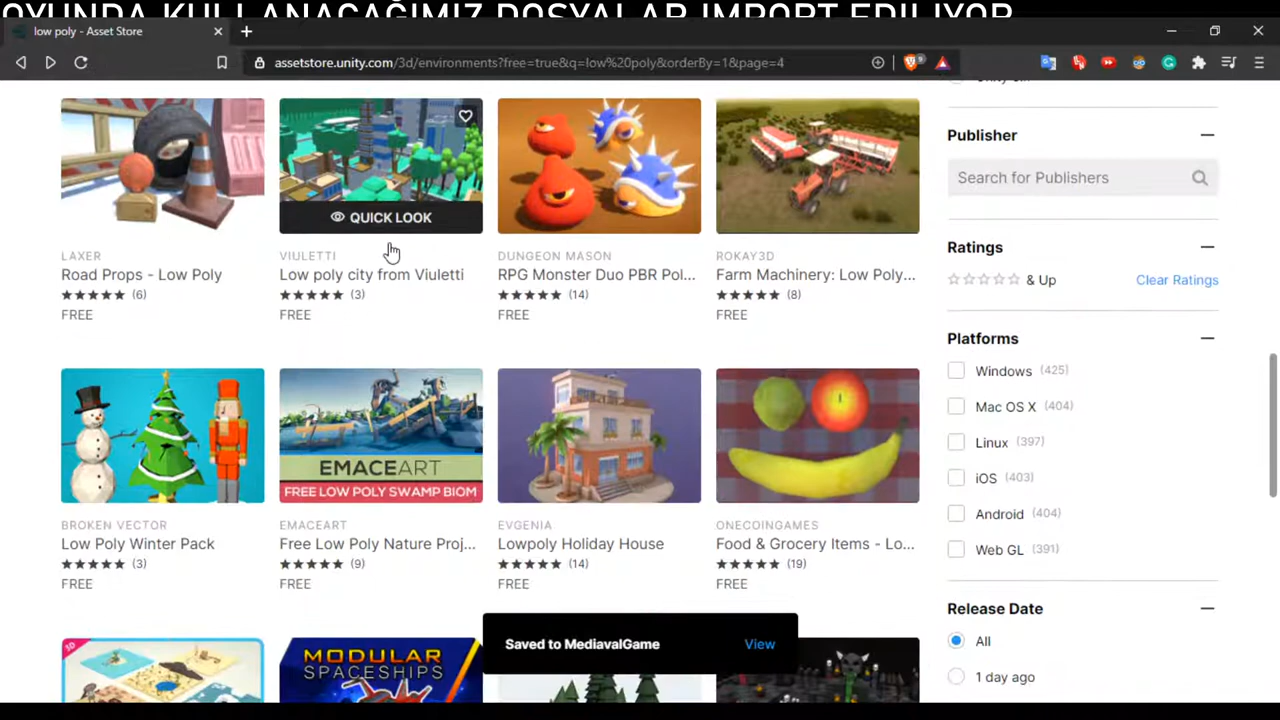 OYUNDA KULLANACAĞIMIZ DOSYALAR IMPORT EDILIYOR
low poly - Asset Store
assetstore.unity.com/3d/environments?free=true&q=low%20poly&orderBy=1&page=4
Publisher
Search for Publishers
QUICK LOOK
LAXER
Road Props - Low Poly
(6)
FREE
VIULETTI
Low poly city from Viuletti
(3)
FREE
DUNGEON MASON
RPG Monster Duo PBR Pol...
(14)
FREE
ROKAY3D
Farm Machinery: Low Poly...
(8)
FREE
Ratings
& Up
Clear Ratings
Platforms
Windows (425)
Mac OS X (404)
Linux (397)
iOS (403)
Android (404)
Web GL (391)
EMACEART
FREE LOW POLY SWAMP BIOM
BROKEN VECTOR
Low Poly Winter Pack
(3)
FREE
EMACEART
Free Low Poly Nature Proj...
(9)
FREE
EVGENIA
Lowpoly Holiday House
(14)
FREE
ONECOINGAMES
Food & Grocery Items - Lo...
(19)
FREE
Release Date
All
1 day ago
MODULAR
SPACESHIPS
Saved to MediavalGame
View